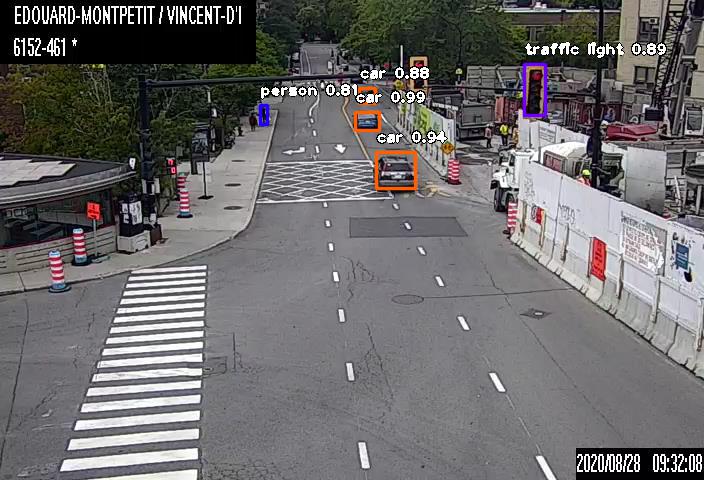 EDOUARD-MONTPETIT / VINCENT-D'I
6152-461 *
traffic light 0.89
car 0.88
person 0.81
car 0.99
car 0.94
2020/08/28 09:32:08